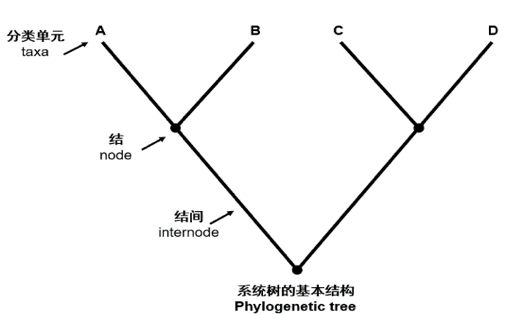 A
B
C
D
分类单元
taxa
结
node
结间
internode
系统树的基本结构
Phylogenetic tree